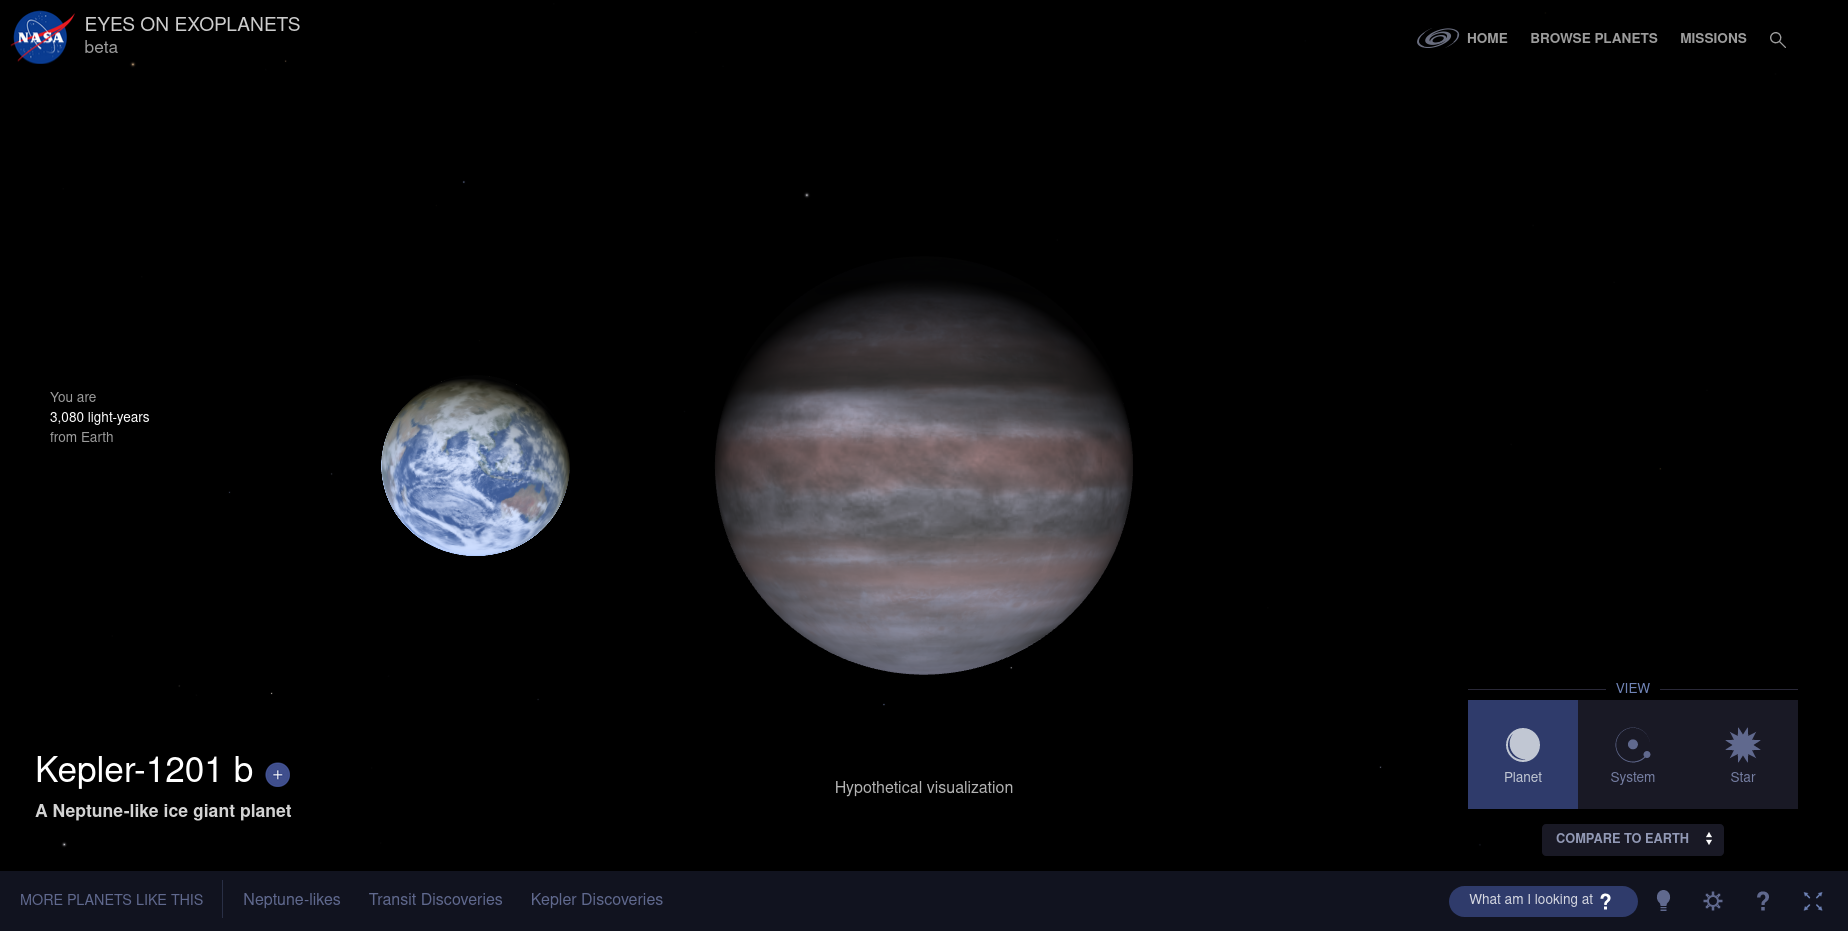 NASA
EYES ON EXOPLANETS
beta
HOME
BROWSE PLANETS
MISSIONS
You are
3,080 light-years
from Earth
Kepler-1201 b +
A Neptune-like ice giant planet
Hypothetical visualization
VIEW
Planet
System
Star
COMPARE TO EARTH
MORE PLANETS LIKE THIS
Neptune-likes
Transit Discoveries
Kepler Discoveries
What am I looking at ?
?